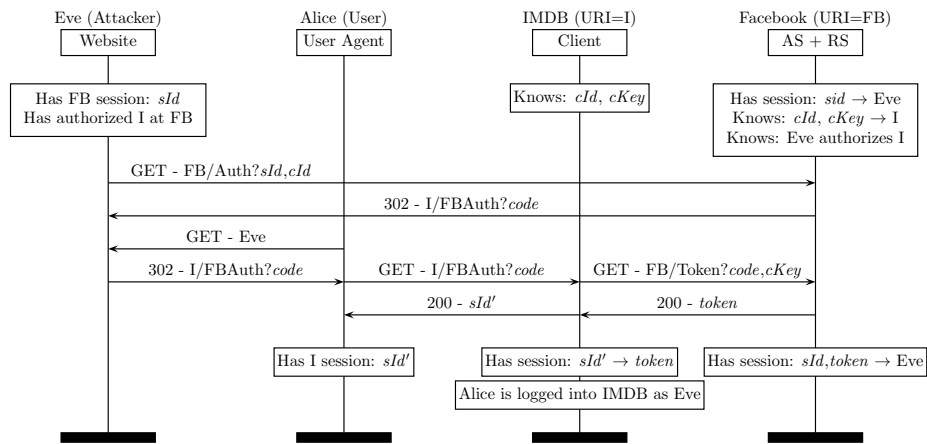 Eve (Attacker)
Alice (User)
IMDB (URI=I)
Facebook (URI=FB)
Website
User Agent
Client
AS + RS
Has FB session: sId
Has authorized I at FB
Knows: cId, cKey
Has session: sid → Eve
Knows: cId, cKey → I
Knows: Eve authorizes I
GET - FB/Auth?sId,cId
302 - I/FBAuth?code
GET - Eve
302 - I/FBAuth?code
GET - I/FBAuth?code
GET - FB/Token?code,cKey
200 - sId′
200 - token
Has I session: sId′
Has session: sId′ → token
Has session: sId,token → Eve
Alice is logged into IMDB as Eve